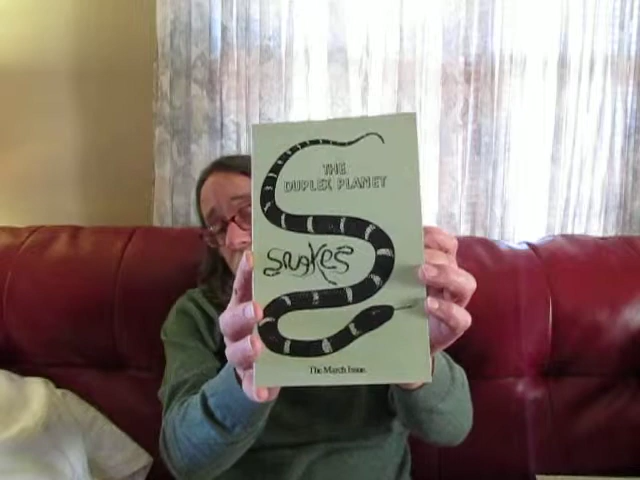 THE
DUPLEX PLANET
SNAKES
The March Issue.